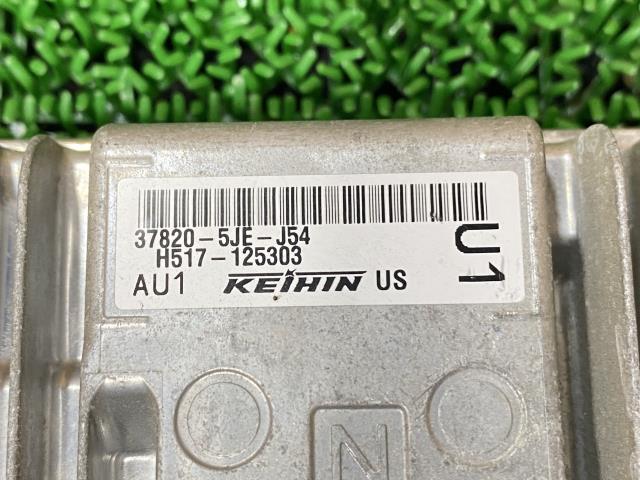 37820-5JE-J54
H517-125303
AU1 KEIHIN US
U1
N